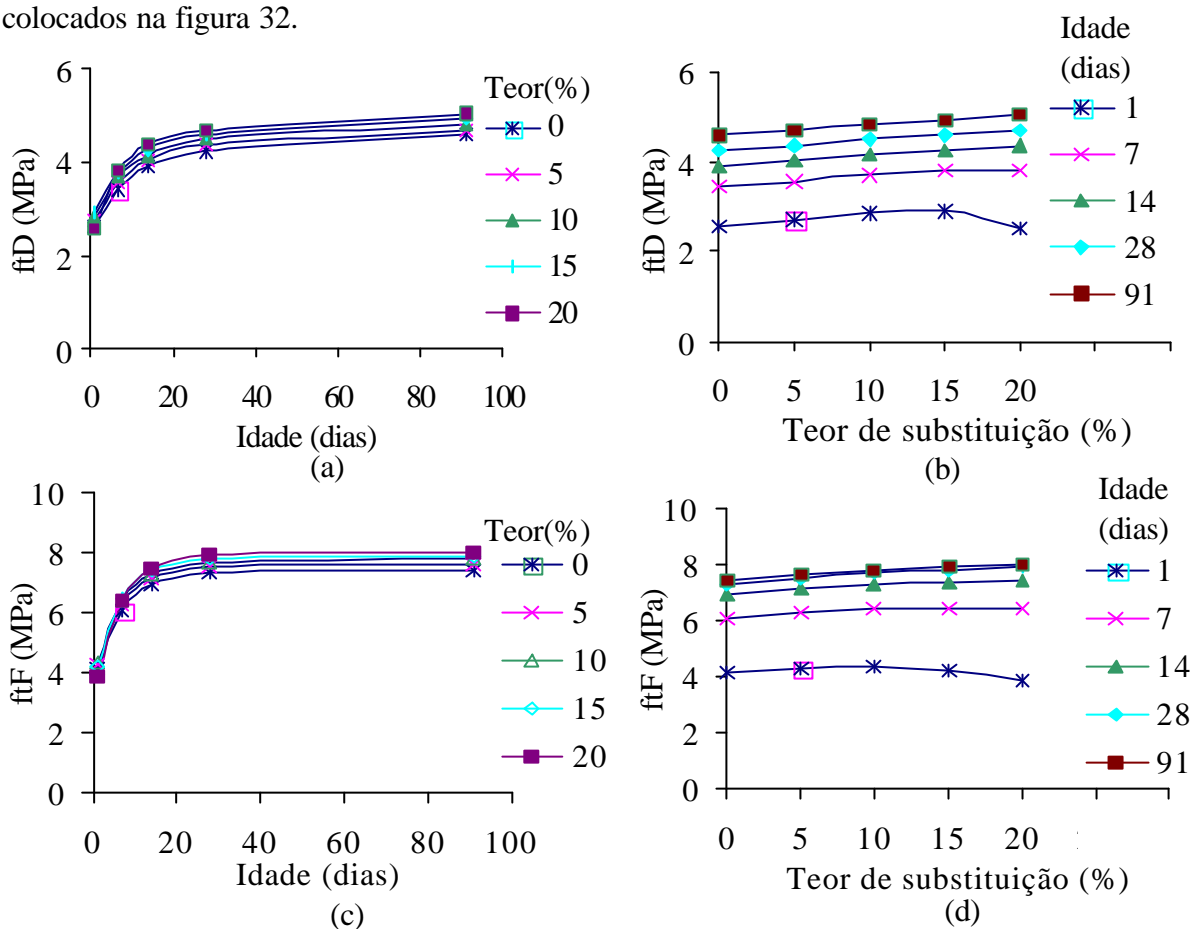 colocados na figura 32.
6
4
2
0
ftD (MPa)
0 20 40 60 80 100
Idade (dias)
(a)
Teor(%)
0
5
10
15
20
6
4
2
0
ftD (MPa)
0 5 10 15 20
Teor de substituição (%)
(b)
Idade
(dias)
1
7
14
28
91
10
8
6
4
2
0
ftF (MPa)
0 20 40 60 80 100
Idade (dias)
(c)
Teor(%)
0
5
10
15
20
10
8
6
4
2
0
ftF (MPa)
0 5 10 15 20
Teor de substituição (%)
(d)
Idade
(dias)
1
7
14
28
91